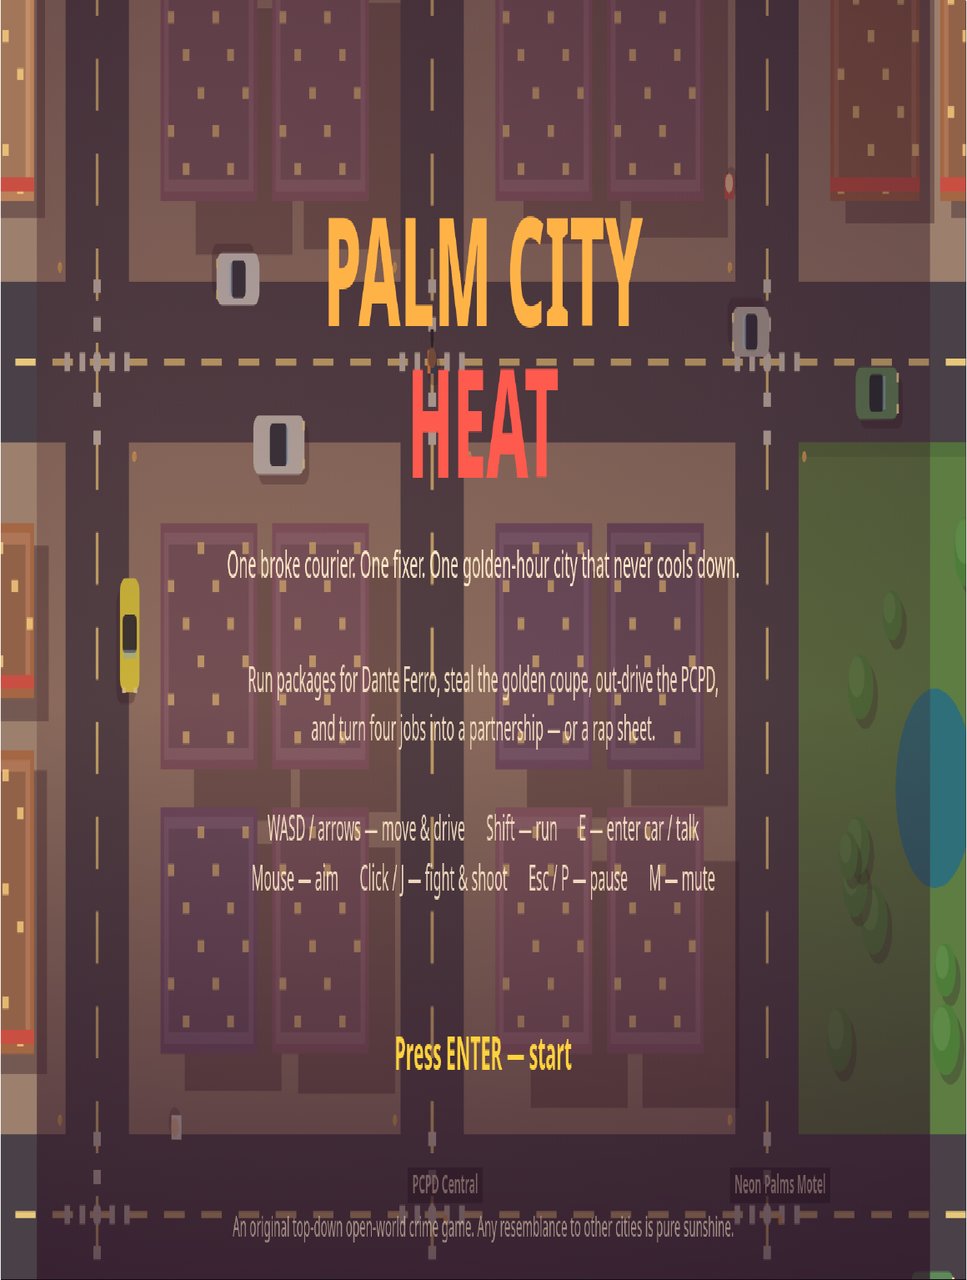 PALM CITY
HEAT
One broke courier. One fixer. One golden-hour city that never cools down.
Run packages for Dante Ferro, steal the golden coupe, out-drive the PCPD,
and turn four jobs into a partnership — or a rap sheet.
WASD / arrows — move & drive Shift — run E — enter car / talk
Mouse — aim Click / J — fight & shoot Esc / P — pause M — mute
Press ENTER — start
PCPD Central
Neon Palms Motel
An original top-down open-world crime game. Any resemblance to other cities is pure sunshine.